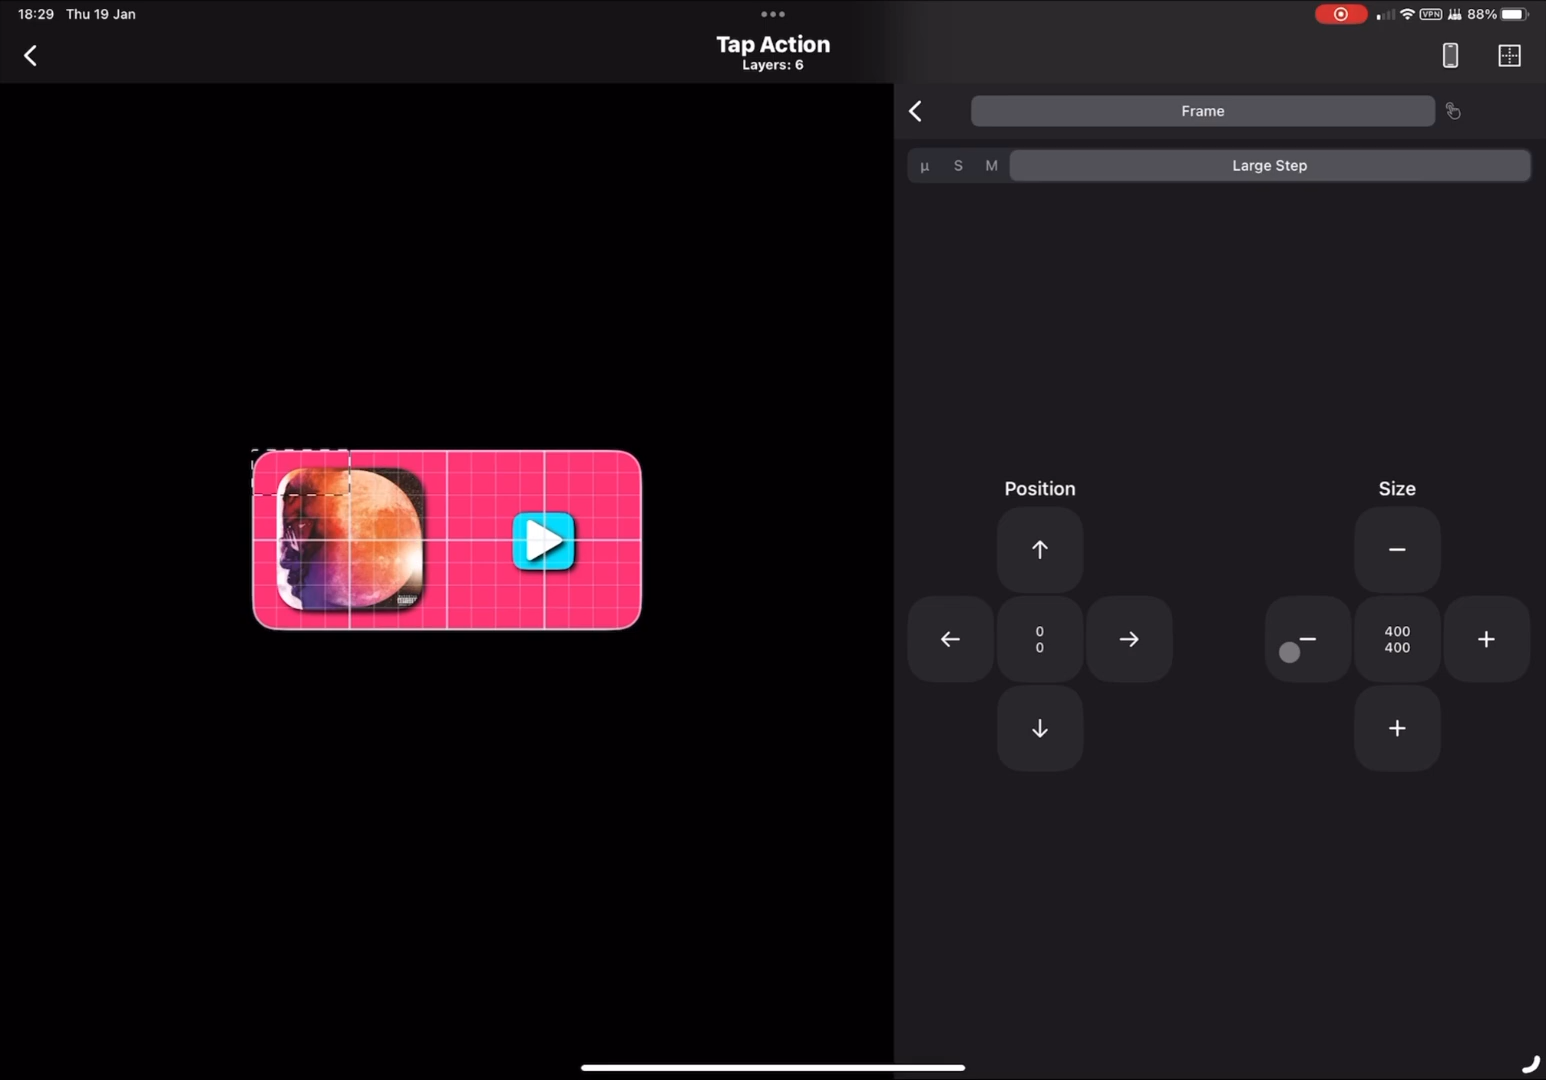 18:29 Thu 19 Jan
VPN 88%
Tap Action
Layers: 6
Frame
μ S M Large Step
Position Size
0
0
400
400